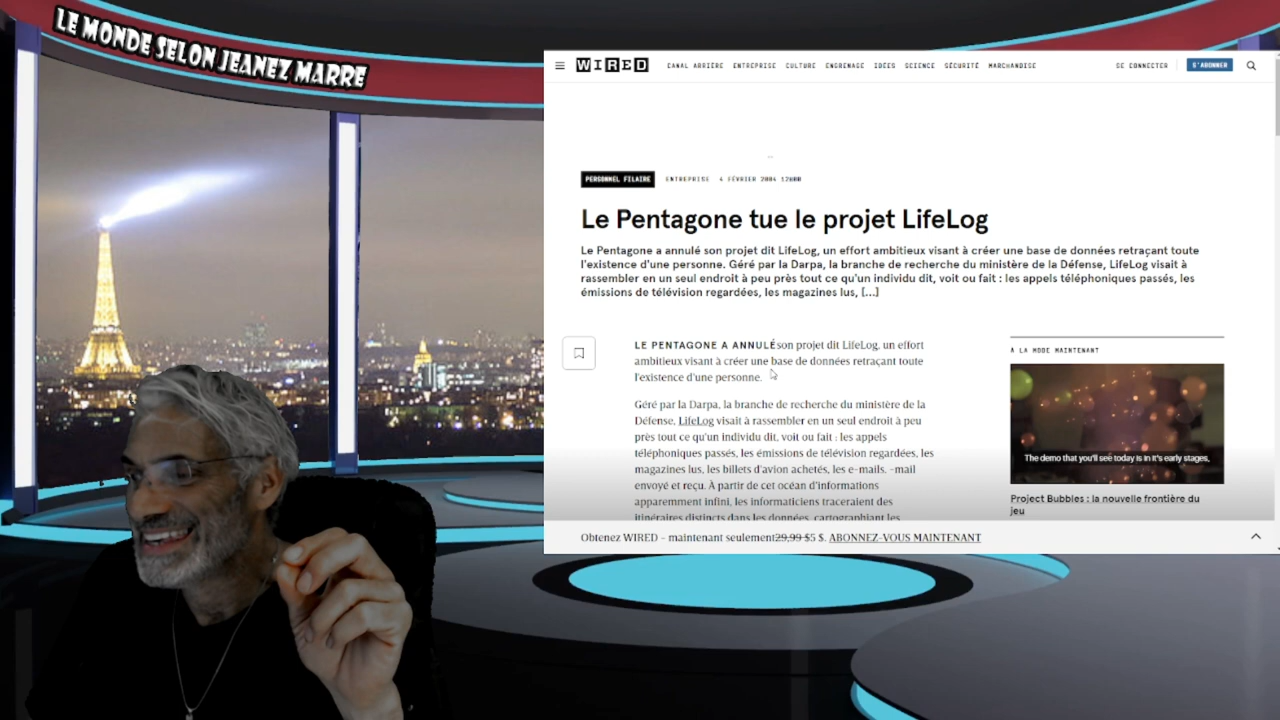 LE MONDE SELON JEANEZ MARRE
WIRED
CANAL ARRIÈRE ENTREPRISE CULTURE ENGRENAGE IDÉES SCIENCE SÉCURITÉ MARCHANDISE
SE CONNECTER S'ABONNER
PERSONNEL FILAIRE ENTREPRISE 4 FÉVRIER 2004 12H00
Le Pentagone tue le projet LifeLog
Le Pentagone a annulé son projet dit LifeLog, un effort ambitieux visant à créer une base de données retraçant toute
l'existence d'une personne. Géré par la Darpa, la branche de recherche du ministère de la Défense, LifeLog visait à
rassembler en un seul endroit à peu près tout ce qu'un individu dit, voit ou fait : les appels téléphoniques passés, les
émissions de télévision regardées, les magazines lus, [...]
LE PENTAGONE A ANNULÉ son projet dit LifeLog, un effort
ambitieux visant à créer une base de données retraçant toute
l'existence d'une personne.
Géré par la Darpa, la branche de recherche du ministère de la
Défense, LifeLog visait à rassembler en un seul endroit à peu
près tout ce qu'un individu dit, voit ou fait : les appels
téléphoniques passés, les émissions de télévision regardées, les
magazines lus, les billets d'avion achetés, les e-mails. -mail
envoyé et reçu. À partir de cet océan d'informations
apparemment infini, les informaticiens traceraient des
itinéraires distincts dans les données, cartographiant les
À LA MODE MAINTENANT
The demo that you'll see today is in it's early stages,
Project Bubbles : la nouvelle frontière du
jeu
Obtenez WIRED - maintenant seulement 29,99 $5 $. ABONNEZ-VOUS MAINTENANT